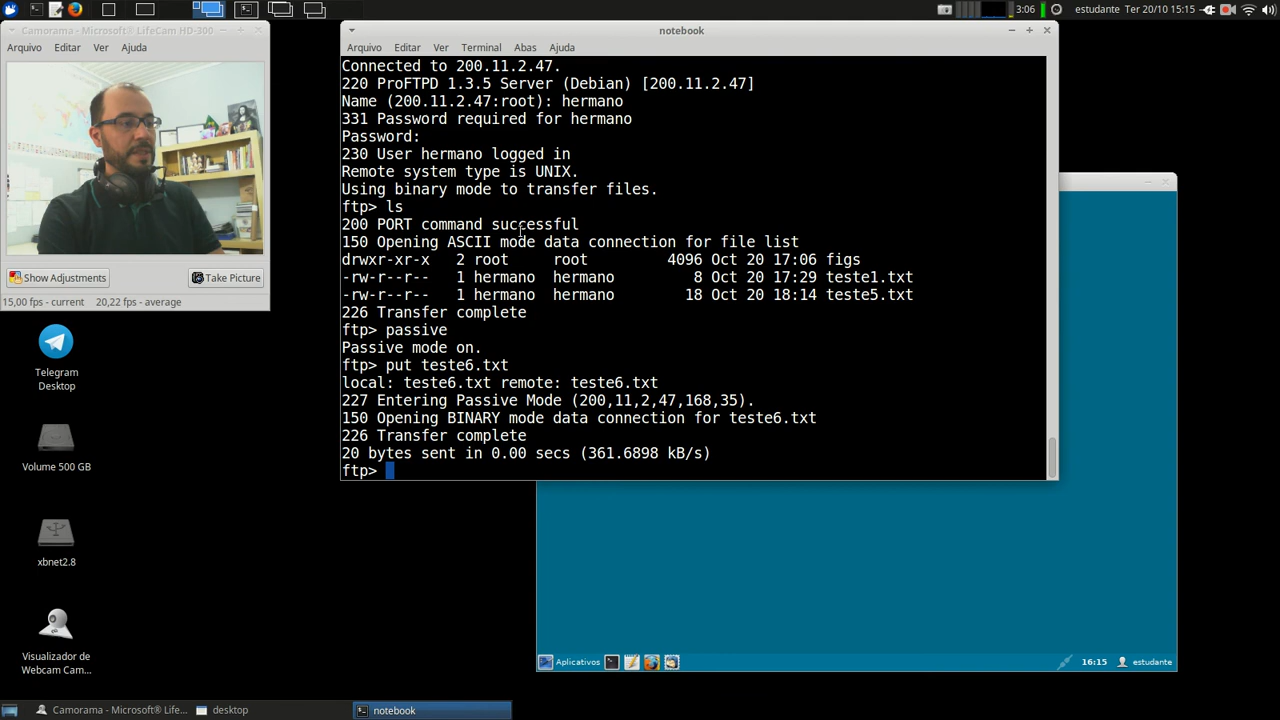 3:06
estudante Ter 20/10 15:15
Camorama - Microsoft® LifeCam HD-300
Arquivo Editar Ver Ajuda
Show Adjustments
Take Picture
15,00 fps - current 20,22 fps - average
Telegram
Desktop
Volume 500 GB
xbnet2.8
Visualizador de
Webcam Cam...
notebook
Arquivo Editar Ver Terminal Abas Ajuda
Connected to 200.11.2.47.
220 ProFTPD 1.3.5 Server (Debian) [200.11.2.47]
Name (200.11.2.47:root): hermano
331 Password required for hermano
Password:
230 User hermano logged in
Remote system type is UNIX.
Using binary mode to transfer files.
ftp> ls
200 PORT command successful
150 Opening ASCII mode data connection for file list
drwxr-xr-x 2 root root 4096 Oct 20 17:06 figs
-rw-r--r-- 1 hermano hermano 8 Oct 20 17:29 teste1.txt
-rw-r--r-- 1 hermano hermano 18 Oct 20 18:14 teste5.txt
226 Transfer complete
ftp> passive
Passive mode on.
ftp> put teste6.txt
local: teste6.txt remote: teste6.txt
227 Entering Passive Mode (200,11,2,47,168,35).
150 Opening BINARY mode data connection for teste6.txt
226 Transfer complete
20 bytes sent in 0.00 secs (361.6898 kB/s)
ftp>
Aplicativos
16:15
estudante
Camorama - Microsoft® LifeC...
desktop
notebook